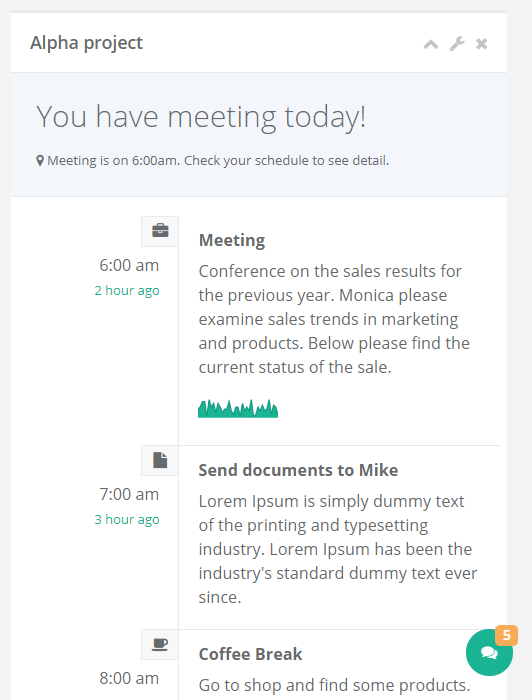 Alpha project
You have meeting today!
Meeting is on 6:00am. Check your schedule to see detail.
6:00 am
2 hour ago
Meeting
Conference on the sales results for
the previous year. Monica please
examine sales trends in marketing
and products. Below please find the
current status of the sale.
7:00 am
3 hour ago
Send documents to Mike
Lorem Ipsum is simply dummy text
of the printing and typesetting
industry. Lorem Ipsum has been the
industry's standard dummy text ever
since.
5
8:00 am
Coffee Break
Go to shop and find some products.